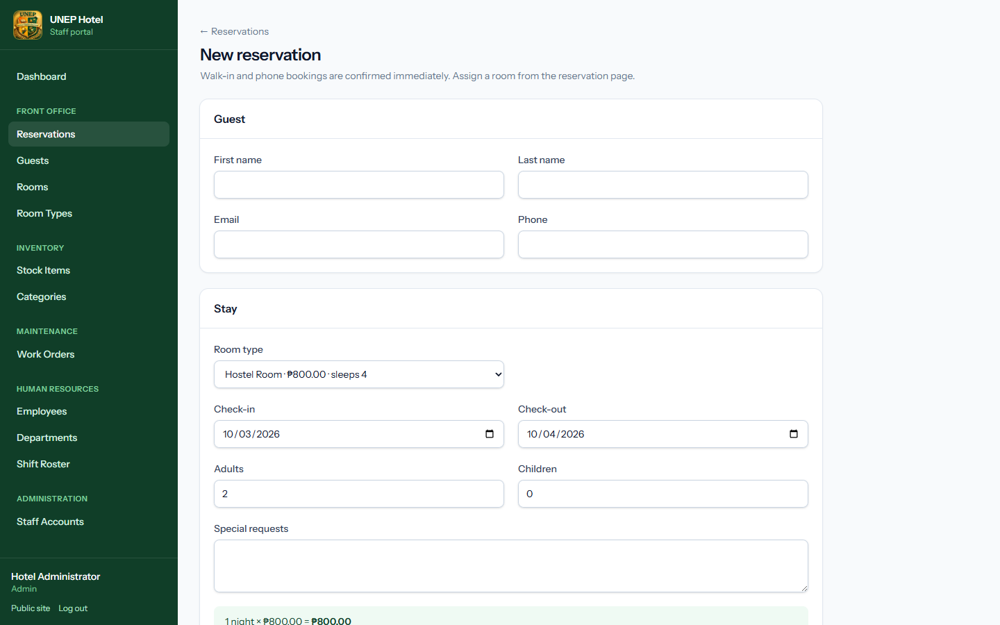 UNEP
UNEP Hotel
Staff portal
Dashboard
FRONT OFFICE
Reservations
Guests
Rooms
Room Types
INVENTORY
Stock Items
Categories
MAINTENANCE
Work Orders
HUMAN RESOURCES
Employees
Departments
Shift Roster
ADMINISTRATION
Staff Accounts
Hotel Administrator
Admin
Public site Log out
← Reservations
New reservation
Walk-in and phone bookings are confirmed immediately. Assign a room from the reservation page.
Guest
First name Last name
Email Phone
Stay
Room type
Hostel Room · ₱800.00 · sleeps 4
Check-in Check-out
10/03/2026 10/04/2026
Adults Children
2 0
Special requests
1 night × ₱800.00 = ₱800.00